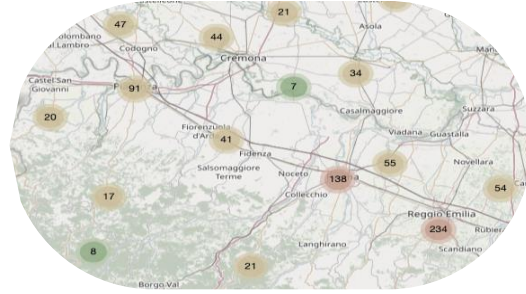 47
21
Colombano
al Lambro
Codogno
44
Asola
Cremona
34
Castel San
Giovanni
91
7
Casalmaggiore
Suzzara
20
Fiorenzuola
41
Viadana
Guastalla
Fidenza
55
Novellara
Salsomaggiore
Terme
Noceto
138
54
17
Collecchio
Reggio Emilia
234
8
Langhirano
Scandiano
21
Borgo Val